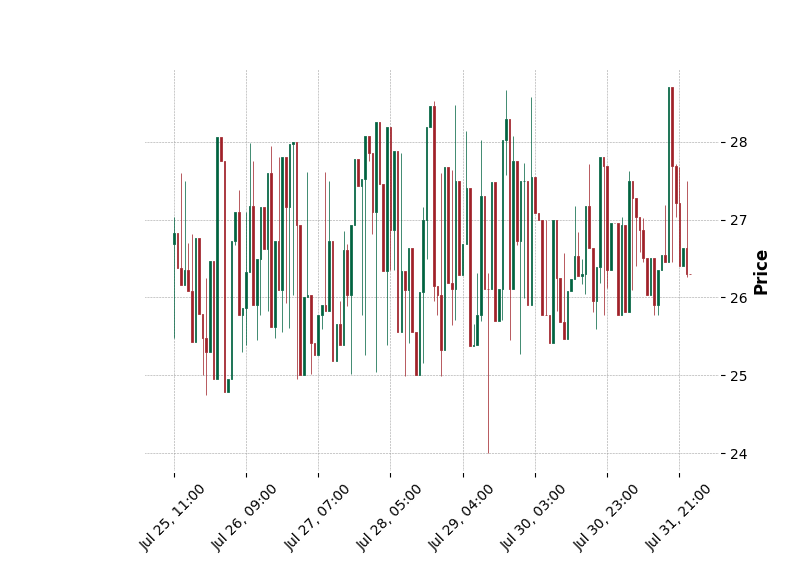 28
27
26
25
24
Price
Jul 25, 11:00
Jul 26, 09:00
Jul 27, 07:00
Jul 28, 05:00
Jul 29, 04:00
Jul 30, 03:00
Jul 30, 23:00
Jul 31, 21:00